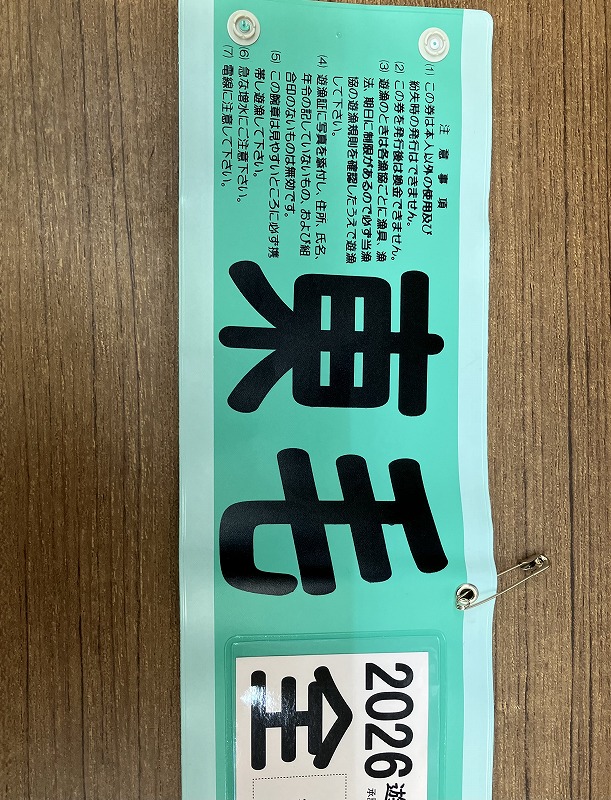 注意事項
(1) この券は本人以外の使用及び
紛失時の発行はできません。
(2) この券を発行後は換金できません。
(3) 遊漁のときは各漁協ごとに漁具、漁
法、期日に制限があるので必ず当漁
協の遊漁規則を確認したうえで遊漁
して下さい。
(4) 遊漁証に写真を添付し、住所、氏名、
年令の記していないもの、および組
合印のないものは無効です。
(5) この腕章は見やすいところに必ず携
帯し遊漁して下さい。
(6) 急な増水にご注意下さい。
(7) 電線に注意して下さい。
東毛
2026 遊
承
全